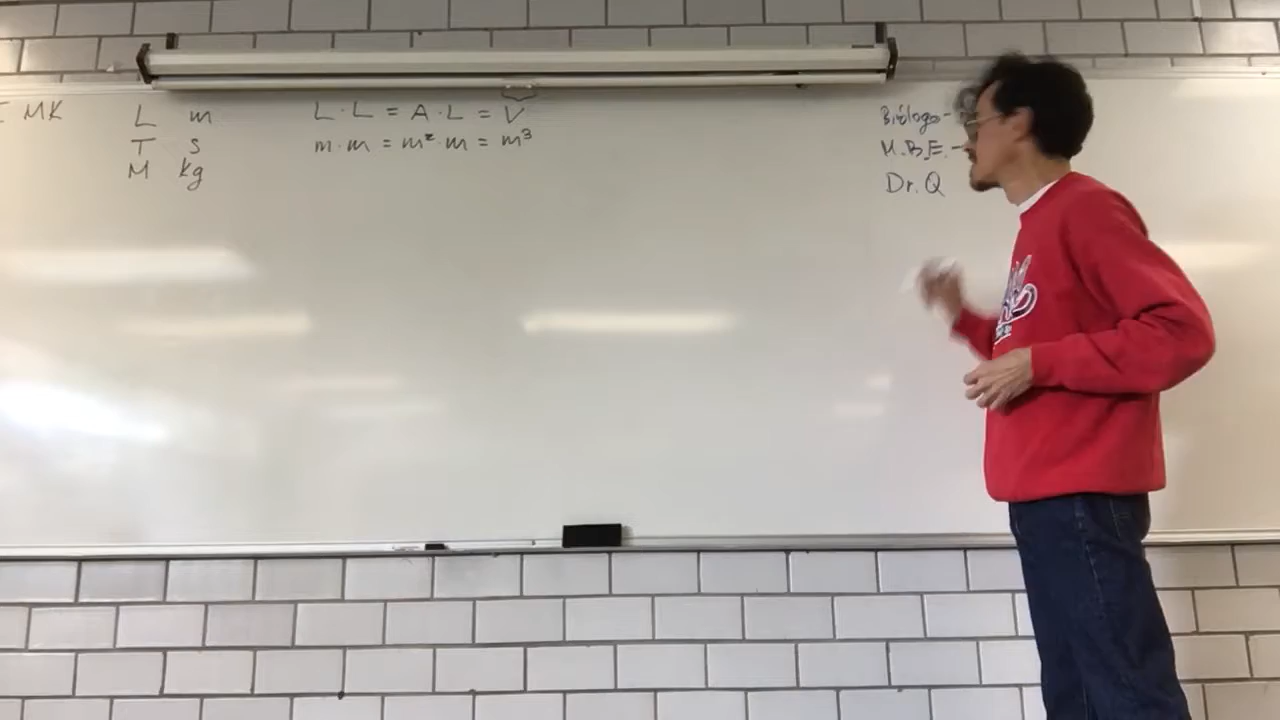 MK
L m
T s
M kg
L · L = A · L = V
m · m = m² · m = m³
Biólogo-
M.B.E.-
Dr. Q